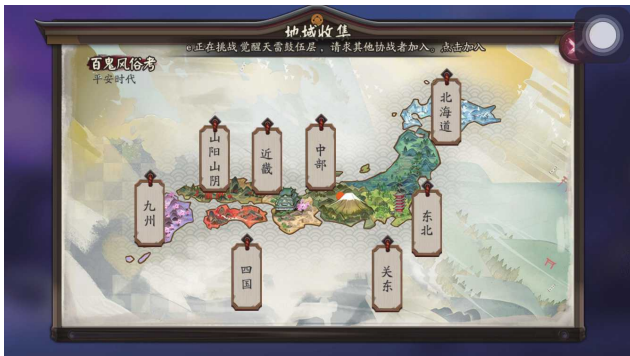 地域收集
正在挑战 觉醒天雷鼓伍层，请求其他协战者加入。点击加入
百鬼风俗考
平安时代
北海道
山阳山阴
近畿
中部
九州
东北
四国
关东